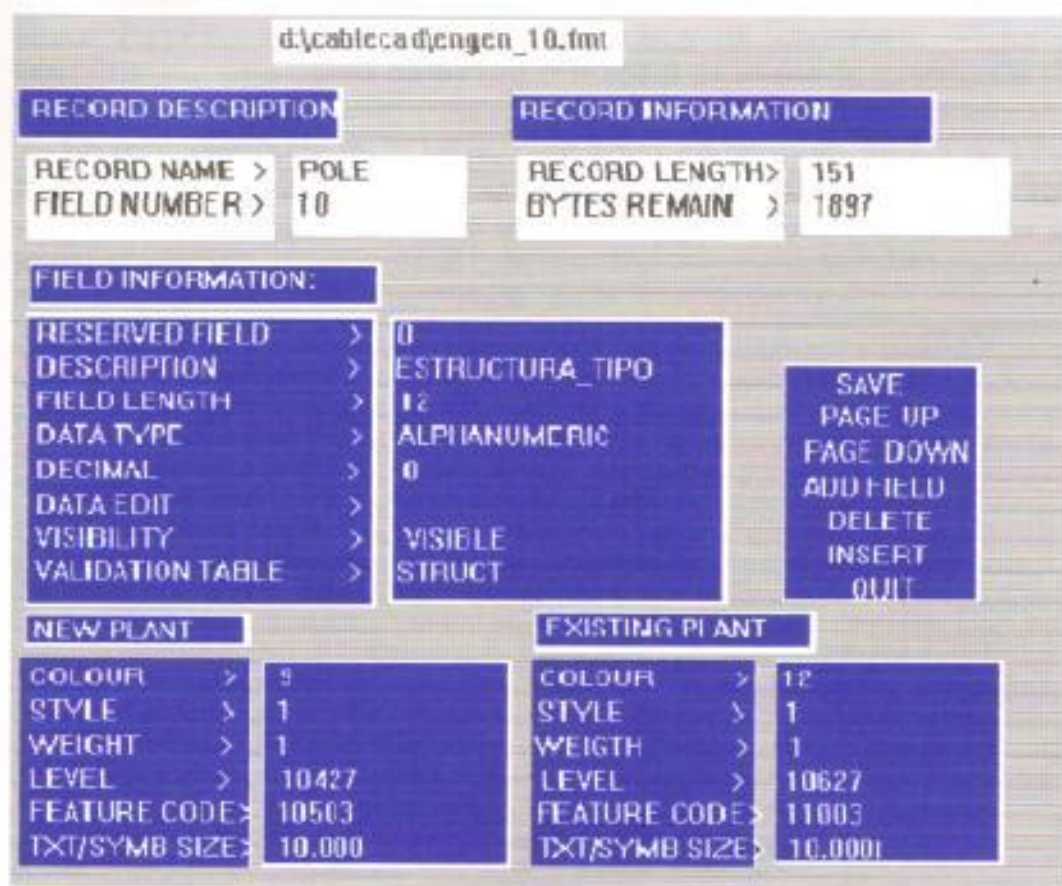 d:\cablecad\engen_10.fmt
RECORD DESCRIPTION
RECORD INFORMATION
RECORD NAME > POLE
FIELD NUMBER > 10
RECORD LENGTH> 151
BYTES REMAIN > 1897
FIELD INFORMATION:
RESERVED FIELD > 0
DESCRIPTION > ESTRUCTURA_TIPO
FIELD LENGTH > 12
DATA TYPE > ALPHANUMERIC
DECIMAL > 0
DATA EDIT >
VISIBILITY > VISIBLE
VALIDATION TABLE > STRUCT
SAVE
PAGE UP
PAGE DOWN
ADD FIELD
DELETE
INSERT
QUIT
NEW PLANT
COLOUR > 9
STYLE > 1
WEIGHT > 1
LEVEL > 10427
FEATURE CODE> 10503
TXT/SYMB SIZE> 10.000
EXISTING PLANT
COLOUR > 12
STYLE > 1
WEIGTH > 1
LEVEL > 10627
FEATURE CODE> 11003
TXT/SYMB SIZE> 10.000